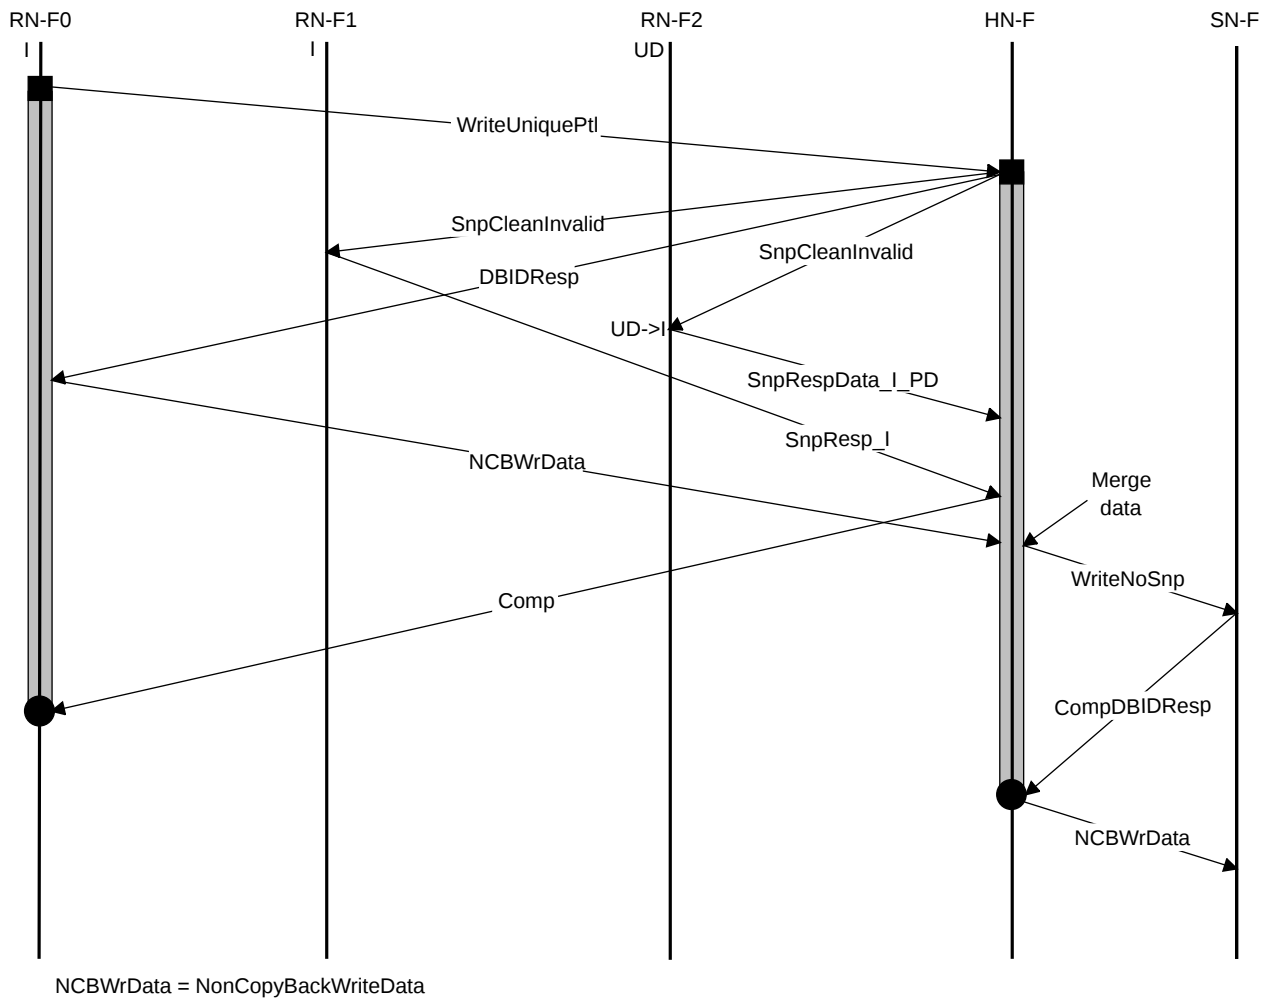 RN-F0 RN-F1 RN-F2 HN-F SN-F
I I UD
WriteUniquePtl
SnpCleanInvalid
SnpCleanInvalid
DBIDResp
UD->I
SnpRespData_I_PD
SnpResp_I
NCBWrData
Merge
data
WriteNoSnp
Comp
CompDBIDResp
NCBWrData
NCBWrData = NonCopyBackWriteData